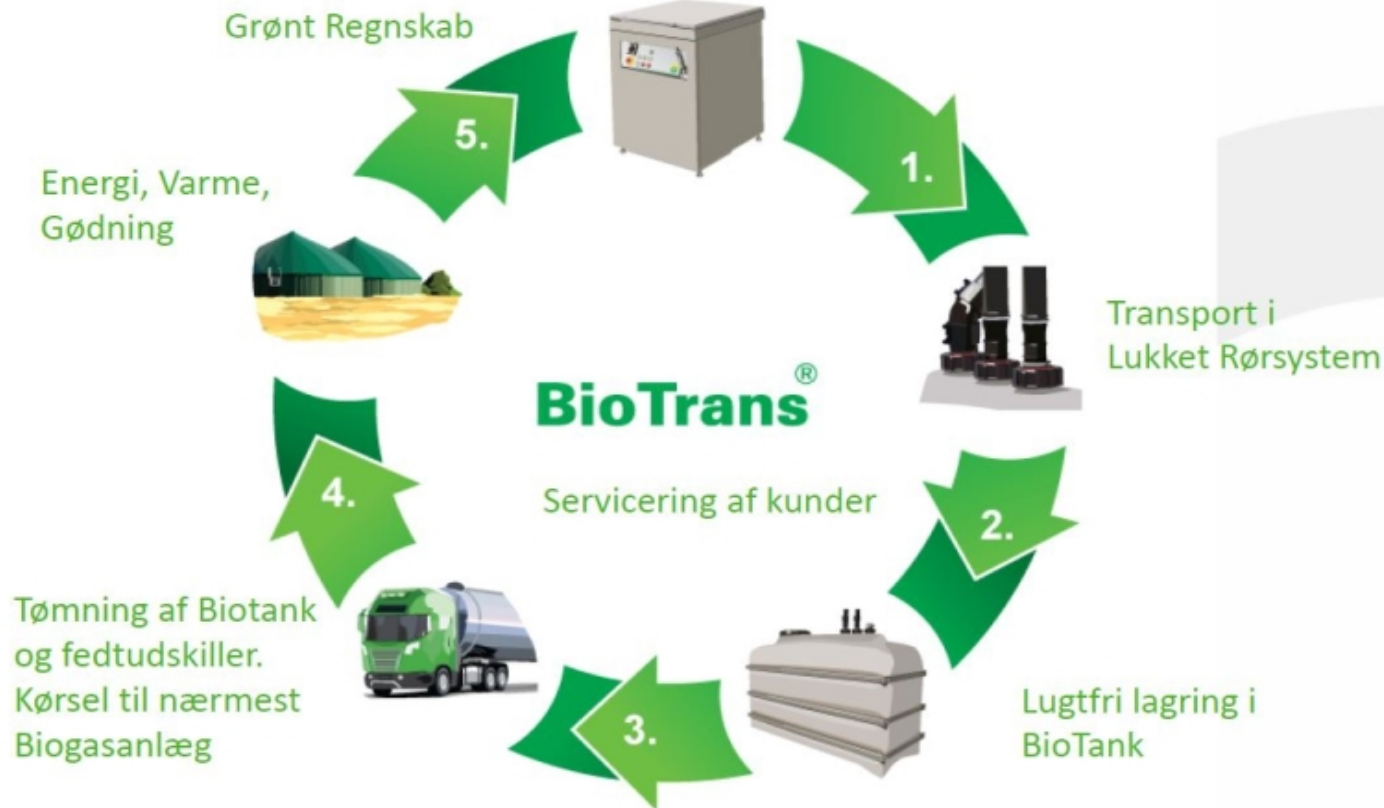 Grønt Regnskab
5.
1.
Energi, Varme,
Gødning
Transport i
Lukket Rørsystem
BioTrans®
Servicering af kunder
4.
2.
Tømning af Biotank
og fedtudskiller.
Kørsel til nærmest
Biogasanlæg
3.
Lugtfri lagring i
BioTank